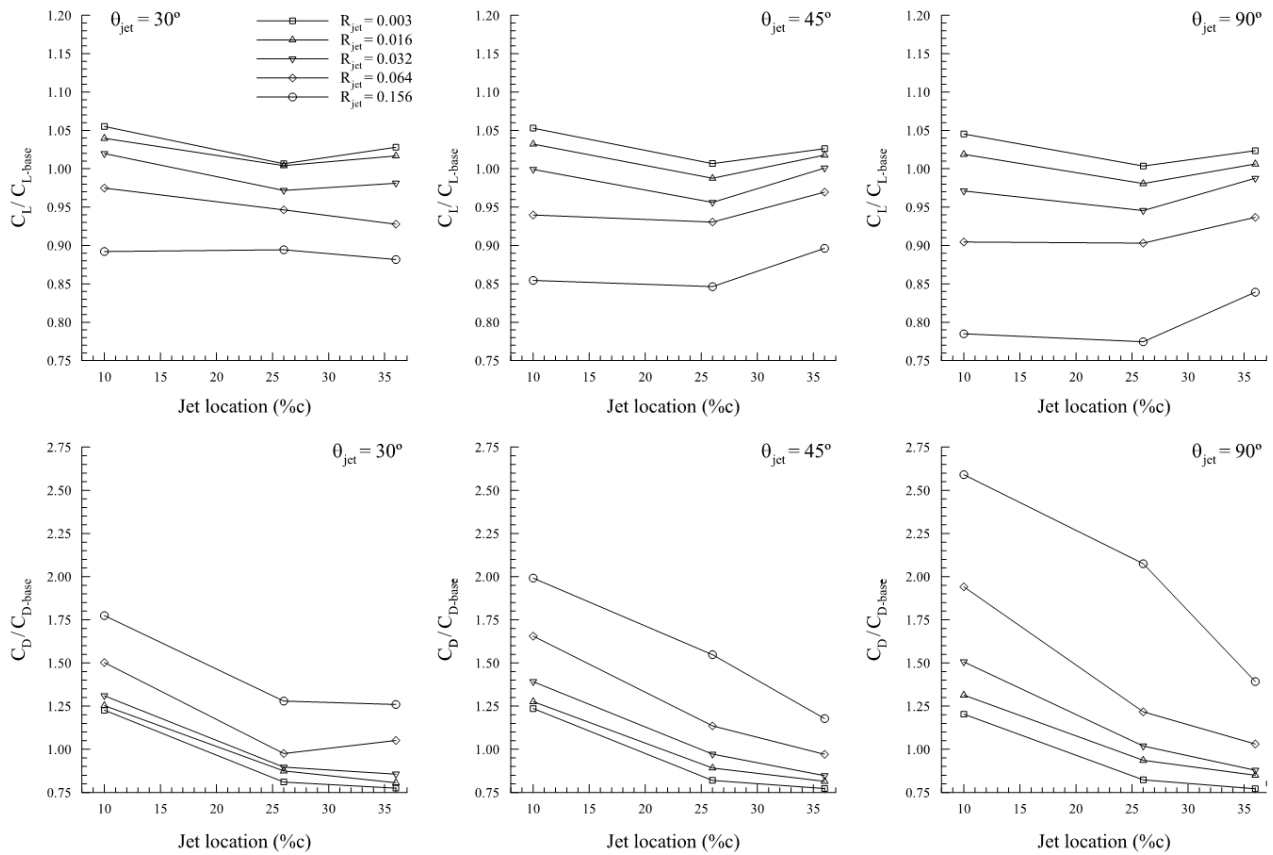 θjet = 30º
Rjet = 0.003
Rjet = 0.016
Rjet = 0.032
Rjet = 0.064
Rjet = 0.156
1.20
1.15
1.10
1.05
1.00
0.95
0.90
0.85
0.80
0.75
CL/ CL-base
10 15 20 25 30 35
Jet location (%c)
θjet = 45º
1.20
1.15
1.10
1.05
1.00
0.95
0.90
0.85
0.80
0.75
CL/ CL-base
10 15 20 25 30 35
Jet location (%c)
θjet = 90º
1.20
1.15
1.10
1.05
1.00
0.95
0.90
0.85
0.80
0.75
CL/ CL-base
10 15 20 25 30 35
Jet location (%c)
θjet = 30º
2.75
2.50
2.25
2.00
1.75
1.50
1.25
1.00
0.75
CD / CD-base
10 15 20 25 30 35
Jet location (%c)
θjet = 45º
2.75
2.50
2.25
2.00
1.75
1.50
1.25
1.00
0.75
CD / CD-base
10 15 20 25 30 35
Jet location (%c)
θjet = 90º
2.75
2.50
2.25
2.00
1.75
1.50
1.25
1.00
0.75
CD / CD-base
10 15 20 25 30 35
Jet location (%c)